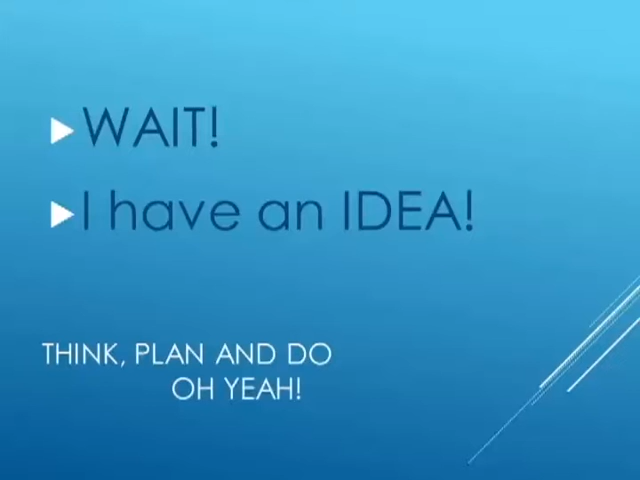 WAIT!
I have an IDEA!
THINK, PLAN AND DO
OH YEAH!